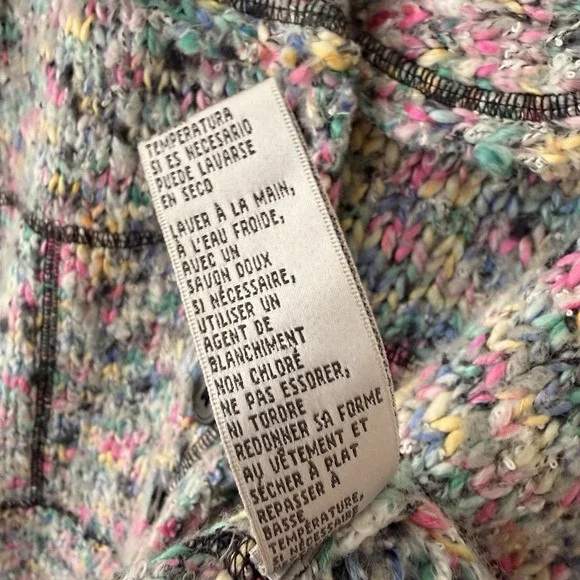 TEMPERATURA
SI ES NECESARIO
PUEDE LAVARSE
EN SECO
LAVER À LA MAIN,
À L'EAU FROIDE,
AVEC UN
SAVON DOUX
SI NÉCESSAIRE,
UTILISER UN
AGENT DE
BLANCHIMENT
NON CHLORÉ
NE PAS ESSORER,
NI TORDRE
REDONNER SA FORME
AU VÊTEMENT ET
SÉCHER À PLAT
REPASSER À
BASSE
TEMPÉRATURE,
SI NÉCESSAIRE